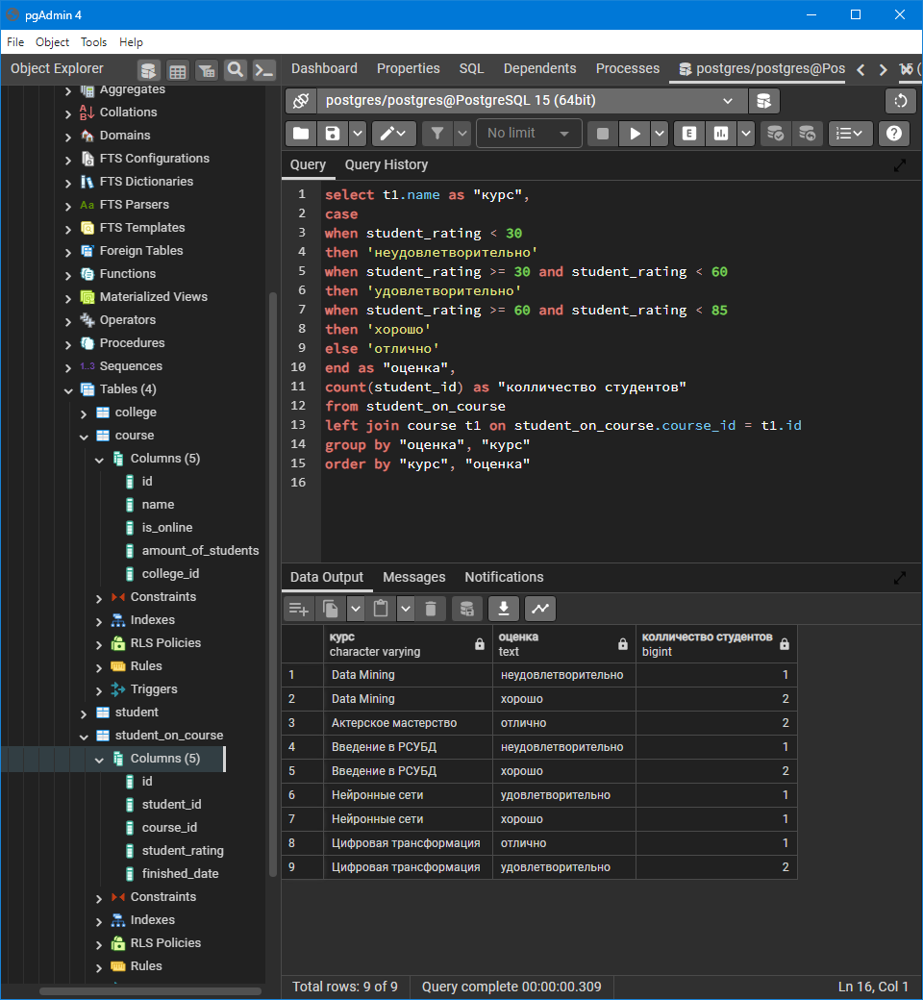 pgAdmin 4
File Object Tools Help
Object Explorer
Dashboard Properties SQL Dependents Processes postgres/postgres@Pos
Aggregates
Collations
Domains
FTS Configurations
FTS Dictionaries
Aa FTS Parsers
FTS Templates
Foreign Tables
Functions
Materialized Views
Operators
Procedures
1..3 Sequences
Tables (4)
college
course
Columns (5)
id
name
is_online
amount_of_students
college_id
Constraints
Indexes
RLS Policies
Rules
Triggers
student
student_on_course
Columns (5)
id
student_id
course_id
student_rating
finished_date
Constraints
Indexes
RLS Policies
Rules
postgres/postgres@PostgreSQL 15 (64bit)
No limit
E
Query Query History
1 select t1.name as "курс",
2 case
3 when student_rating < 30
4 then 'неудовлетворительно'
5 when student_rating >= 30 and student_rating < 60
6 then 'удовлетворительно'
7 when student_rating >= 60 and student_rating < 85
8 then 'хорошо'
9 else 'отлично'
10 end as "оценка",
11 count(student_id) as "колличество студентов"
12 from student_on_course
13 left join course t1 on student_on_course.course_id = t1.id
14 group by "оценка", "курс"
15 order by "курс", "оценка"
16
Data Output Messages Notifications
курс оценка колличество студентов
character varying text bigint
1 Data Mining неудовлетворительно 1
2 Data Mining хорошо 2
3 Актерское мастерство отлично 2
4 Введение в РСУБД неудовлетворительно 1
5 Введение в РСУБД хорошо 2
6 Нейронные сети удовлетворительно 1
7 Нейронные сети хорошо 1
8 Цифровая трансформация отлично 1
9 Цифровая трансформация удовлетворительно 2
Total rows: 9 of 9 Query complete 00:00:00.309 Ln 16, Col 1